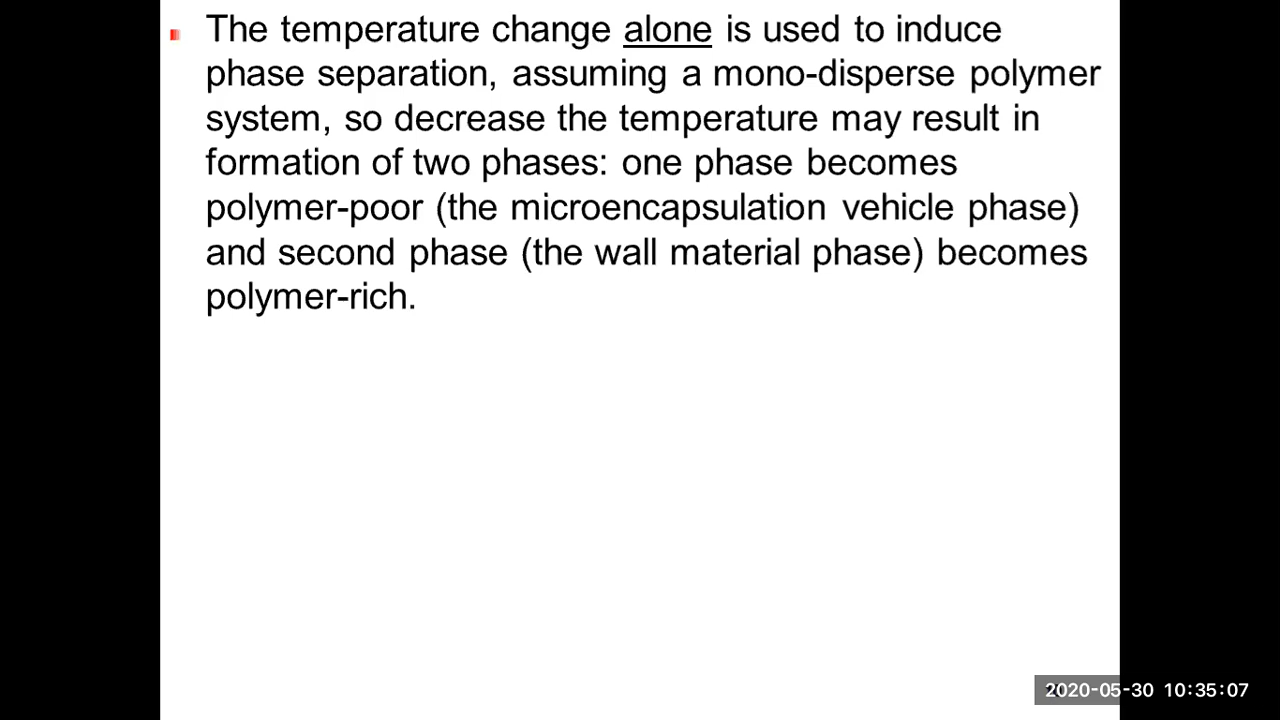 The temperature change alone is used to induce
phase separation, assuming a mono-disperse polymer
system, so decrease the temperature may result in
formation of two phases: one phase becomes
polymer-poor (the microencapsulation vehicle phase)
and second phase (the wall material phase) becomes
polymer-rich.
2020-05-30 10:35:07